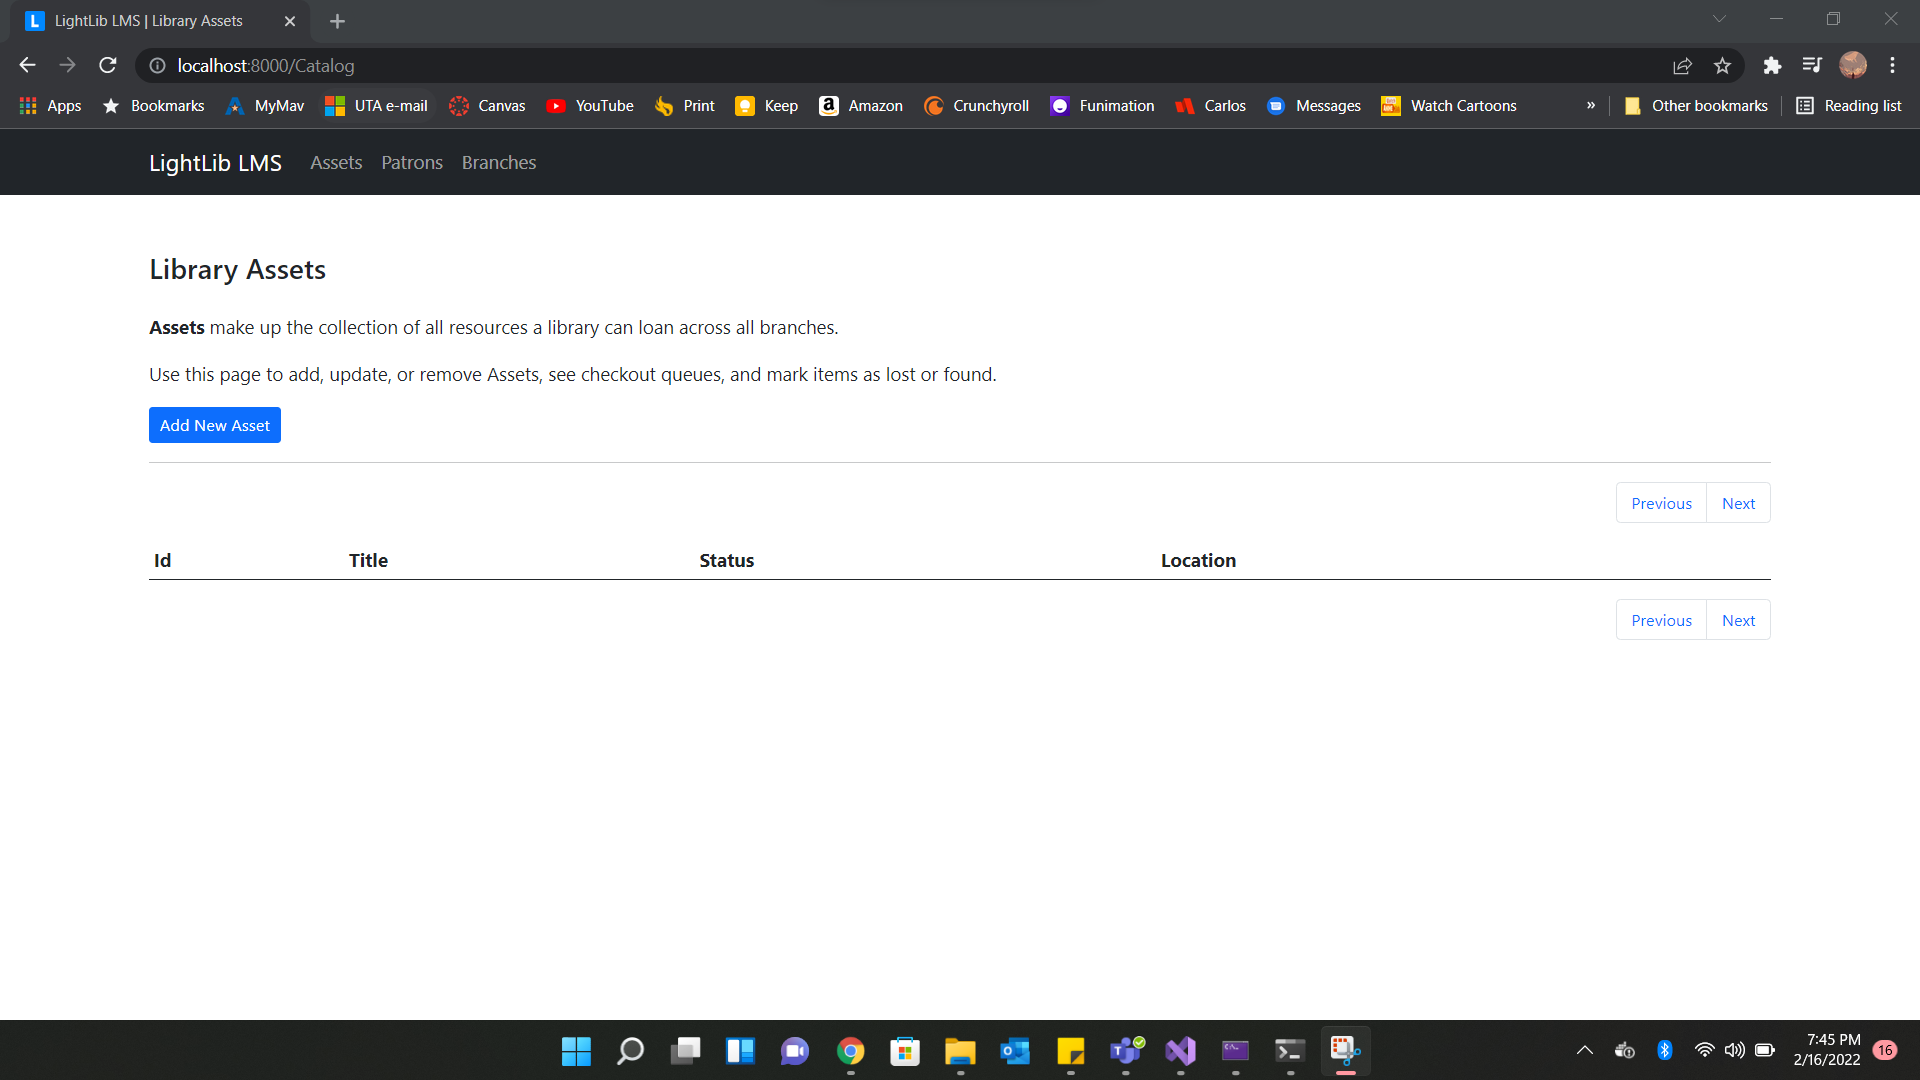 LightLib LMS | Library Assets
localhost:8000/Catalog
Apps Bookmarks MyMav UTA e-mail Canvas YouTube Print Keep Amazon Crunchyroll Funimation Carlos Messages Watch Cartoons » Other bookmarks Reading list
LightLib LMS Assets Patrons Branches
Library Assets
Assets make up the collection of all resources a library can loan across all branches.
Use this page to add, update, or remove Assets, see checkout queues, and mark items as lost or found.
Add New Asset
Previous Next
Id Title Status Location
Previous Next
7:45 PM
2/16/2022
16